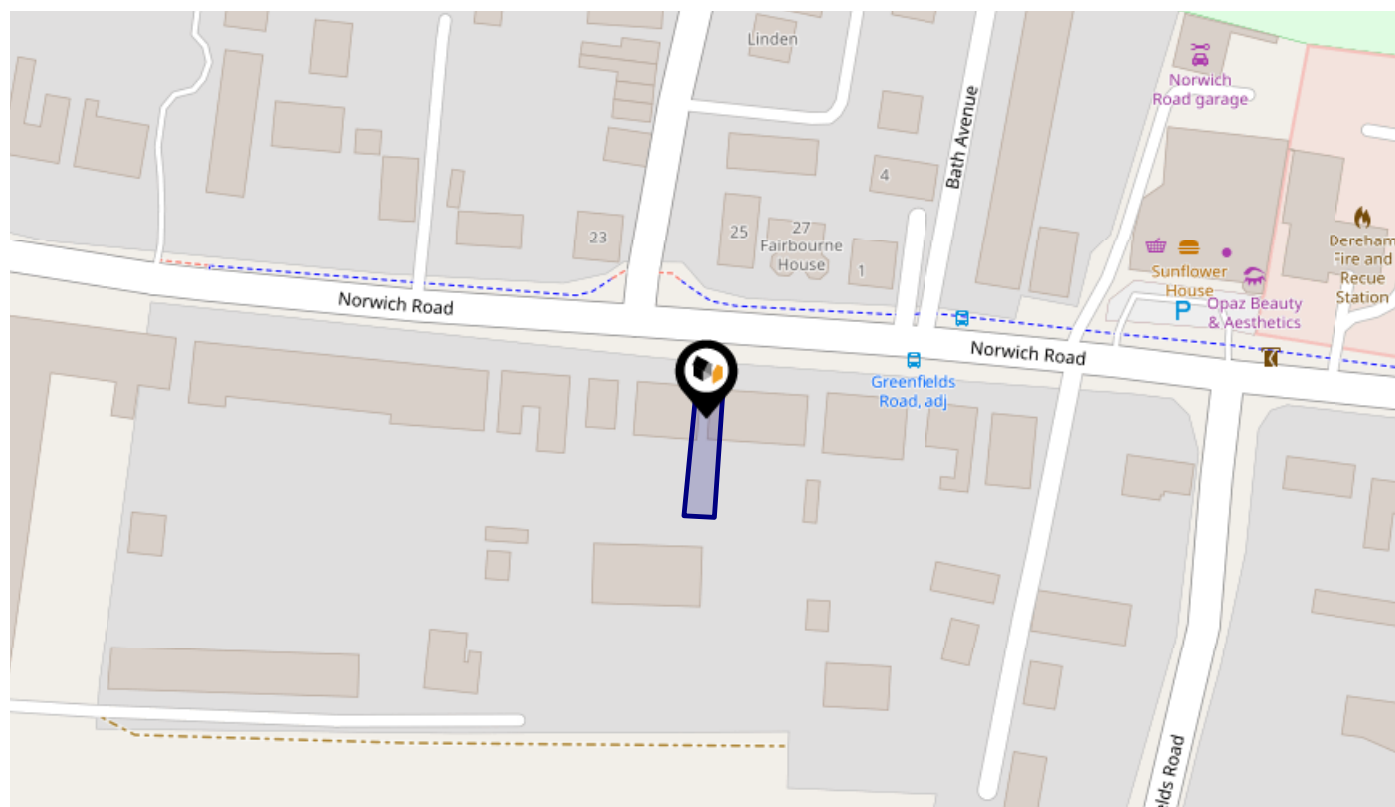 Linden
Norwich
Road garage
Bath Avenue
4
23
25
27
Fairbourne
House
1
Sunflower
House
P
Opaz Beauty
& Aesthetics
Dereham
Fire and
Recue
Station
Norwich Road
Norwich Road
Greenfields
Road, adj
lds Road